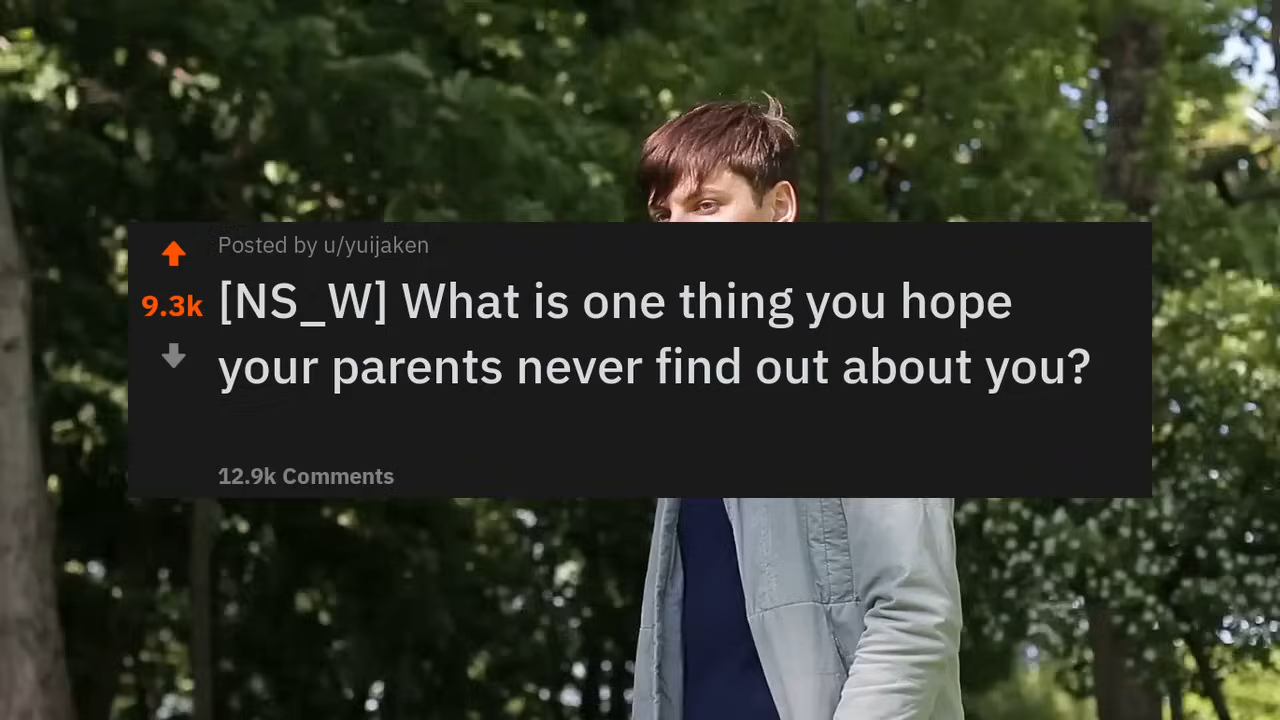 Posted by u/yuijaken
9.3k
[NS_W] What is one thing you hope
your parents never find out about you?
12.9k Comments